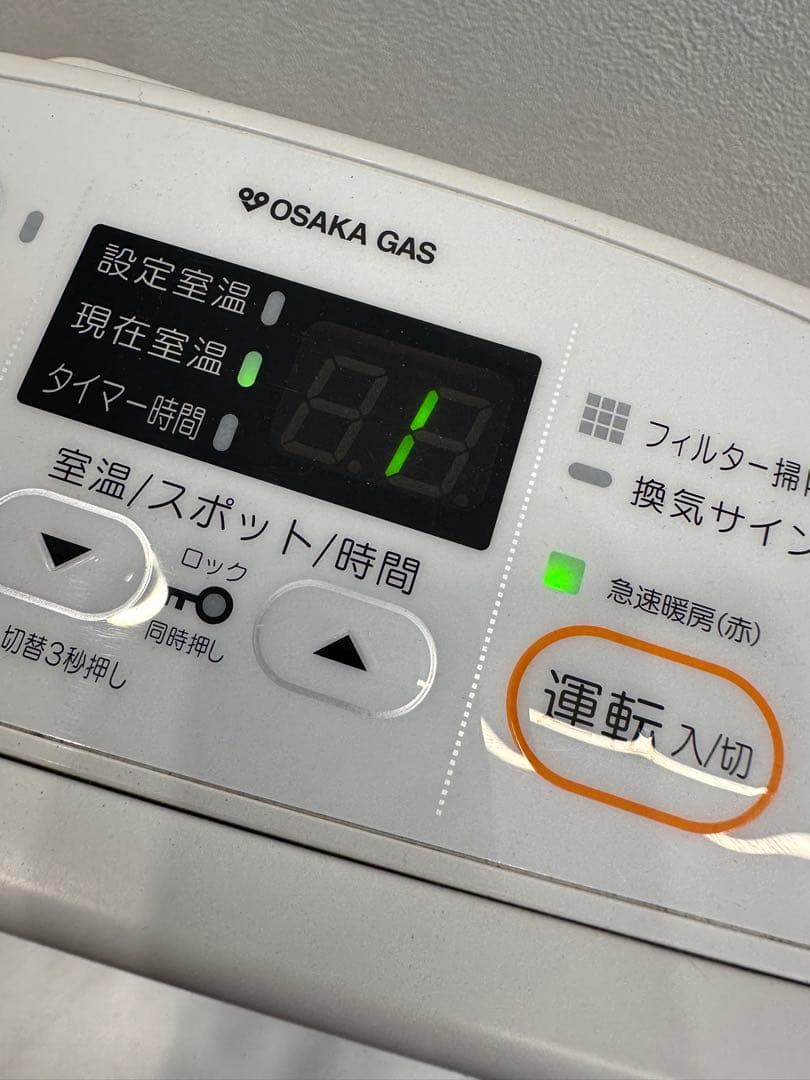 OSAKA GAS
設定室温
現在室温
タイマー時間
1
室温/スポット/時間
ロック
同時押し
切替3秒押し
フィルター掃
換気サイン
急速暖房(赤)
運転 入/切